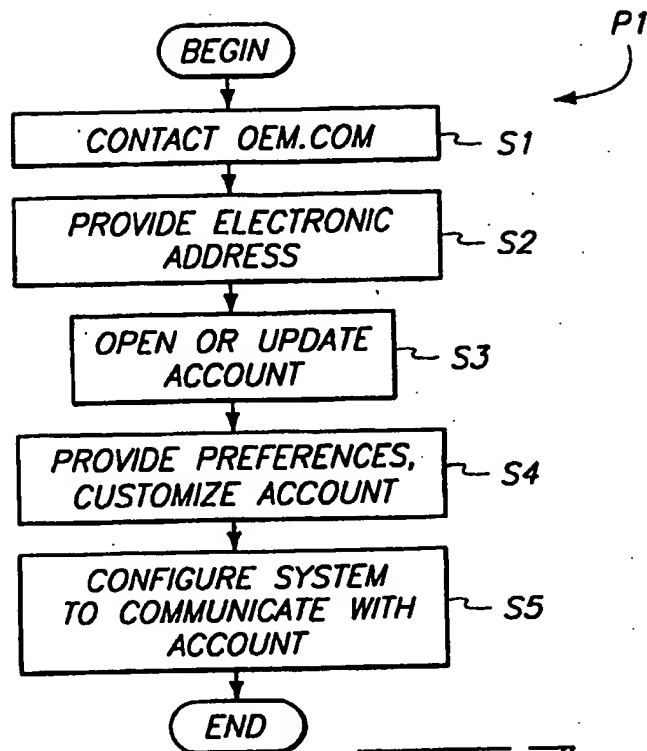 P1
BEGIN
CONTACT OEM.COM
S1
PROVIDE ELECTRONIC
ADDRESS
S2
OPEN OR UPDATE
ACCOUNT
S3
PROVIDE PREFERENCES,
CUSTOMIZE ACCOUNT
S4
CONFIGURE SYSTEM
TO COMMUNICATE WITH
ACCOUNT
S5
END